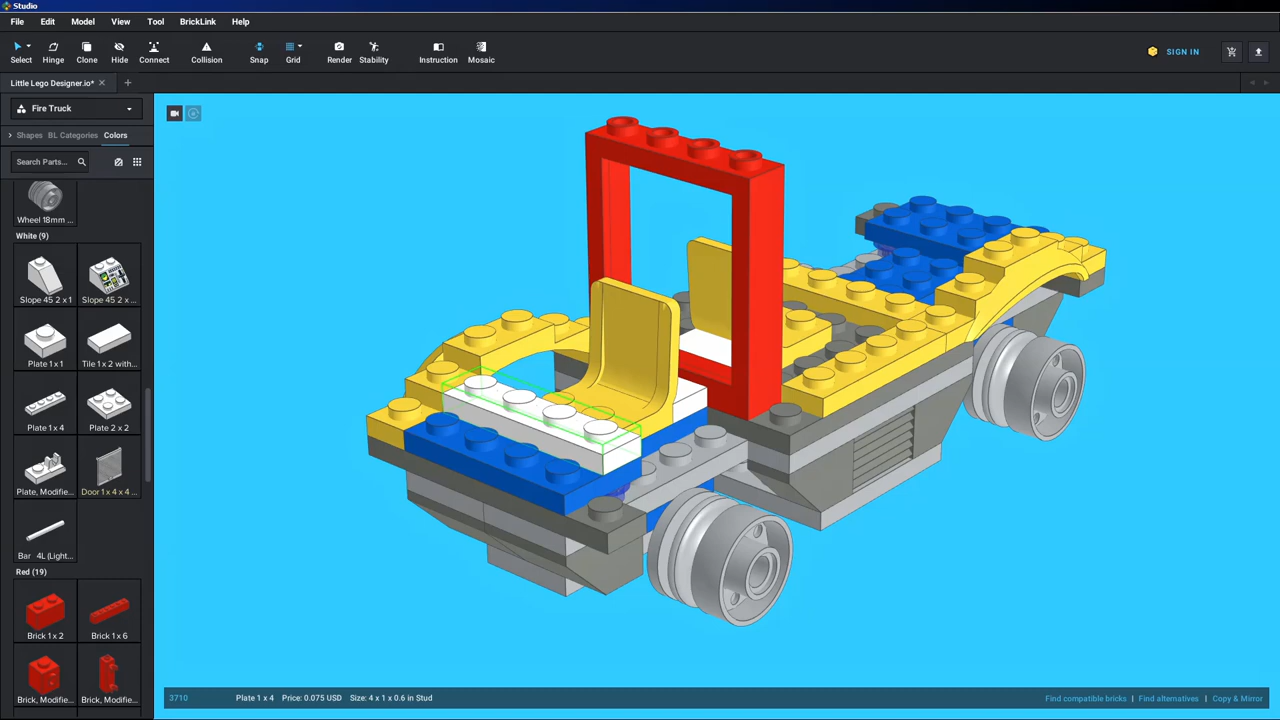 Studio
File Edit Model View Tool BrickLink Help
Select Hinge Clone Hide Connect Collision Snap Grid Render Stability Instruction Mosaic SIGN IN
Little Lego Designer.io*
Fire Truck
Shapes BL Categories Colors
Search Parts...
Wheel 18mm ...
White (9)
Slope 45 2 x 1 Slope 45 2 x ...
Plate 1 x 1 Tile 1 x 2 with...
Plate 1 x 4 Plate 2 x 2
Plate, Modifie... Door 1 x 4 x 4 ...
Bar 4L (Light...
Red (19)
Brick 1 x 2 Brick 1 x 6
Brick, Modifie... Brick, Modifie...
3710 Plate 1 x 4 Price: 0.075 USD Size: 4 x 1 x 0.6 in Stud Find compatible bricks | Find alternatives | Copy & Mirror